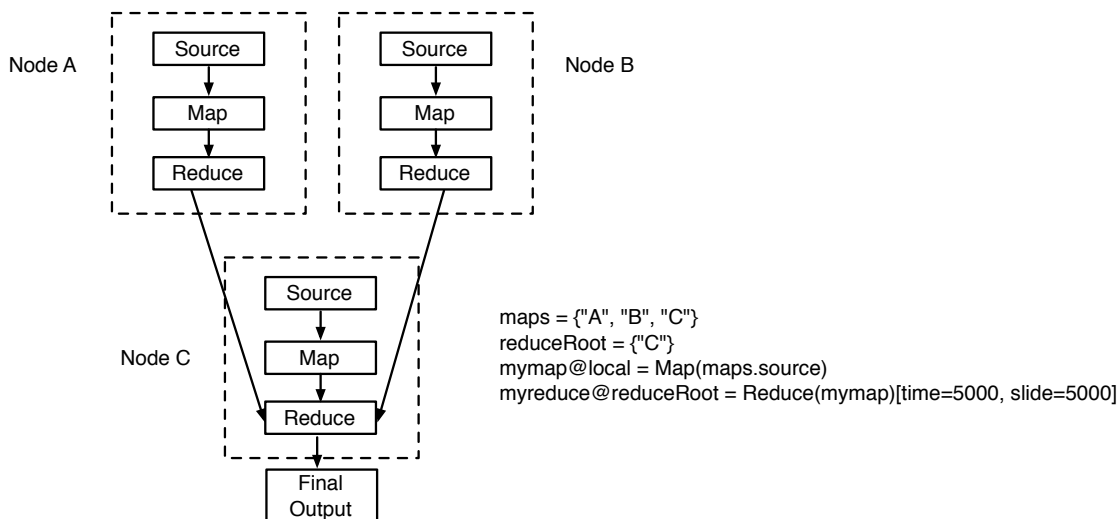 Node A
Source
Map
Reduce
Source
Map
Reduce
Node B
Node C
Source
Map
Reduce
Final
Output
maps = {"A", "B", "C"}
reduceRoot = {"C"}
mymap@local = Map(maps.source)
myreduce@reduceRoot = Reduce(mymap)[time=5000, slide=5000]